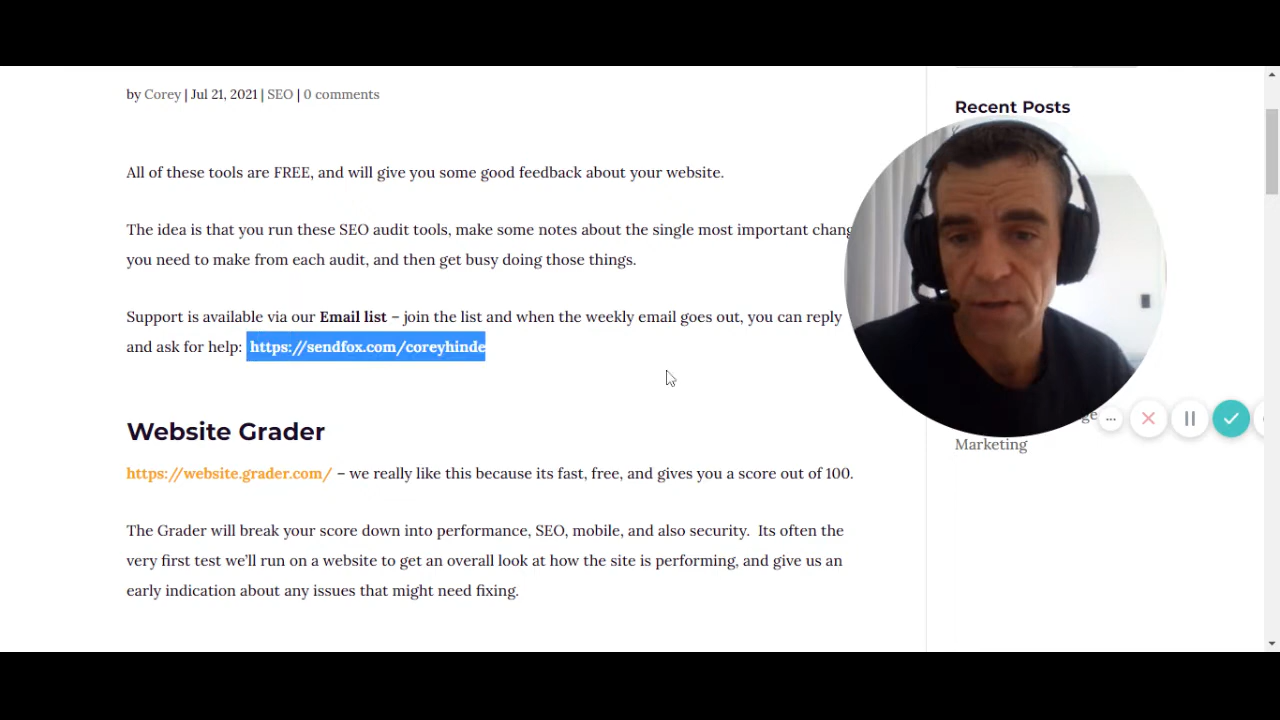 by Corey | Jul 21, 2021 | SEO | 0 comments
Recent Posts
All of these tools are FREE, and will give you some good feedback about your website.
The idea is that you run these SEO audit tools, make some notes about the single most important chang
you need to make from each audit, and then get busy doing those things.
Support is available via our Email list – join the list and when the weekly email goes out, you can reply
and ask for help: https://sendfox.com/coreyhinde
Marketing
Website Grader
https://website.grader.com/ – we really like this because its fast, free, and gives you a score out of 100.
The Grader will break your score down into performance, SEO, mobile, and also security. Its often the
very first test we'll run on a website to get an overall look at how the site is performing, and give us an
early indication about any issues that might need fixing.